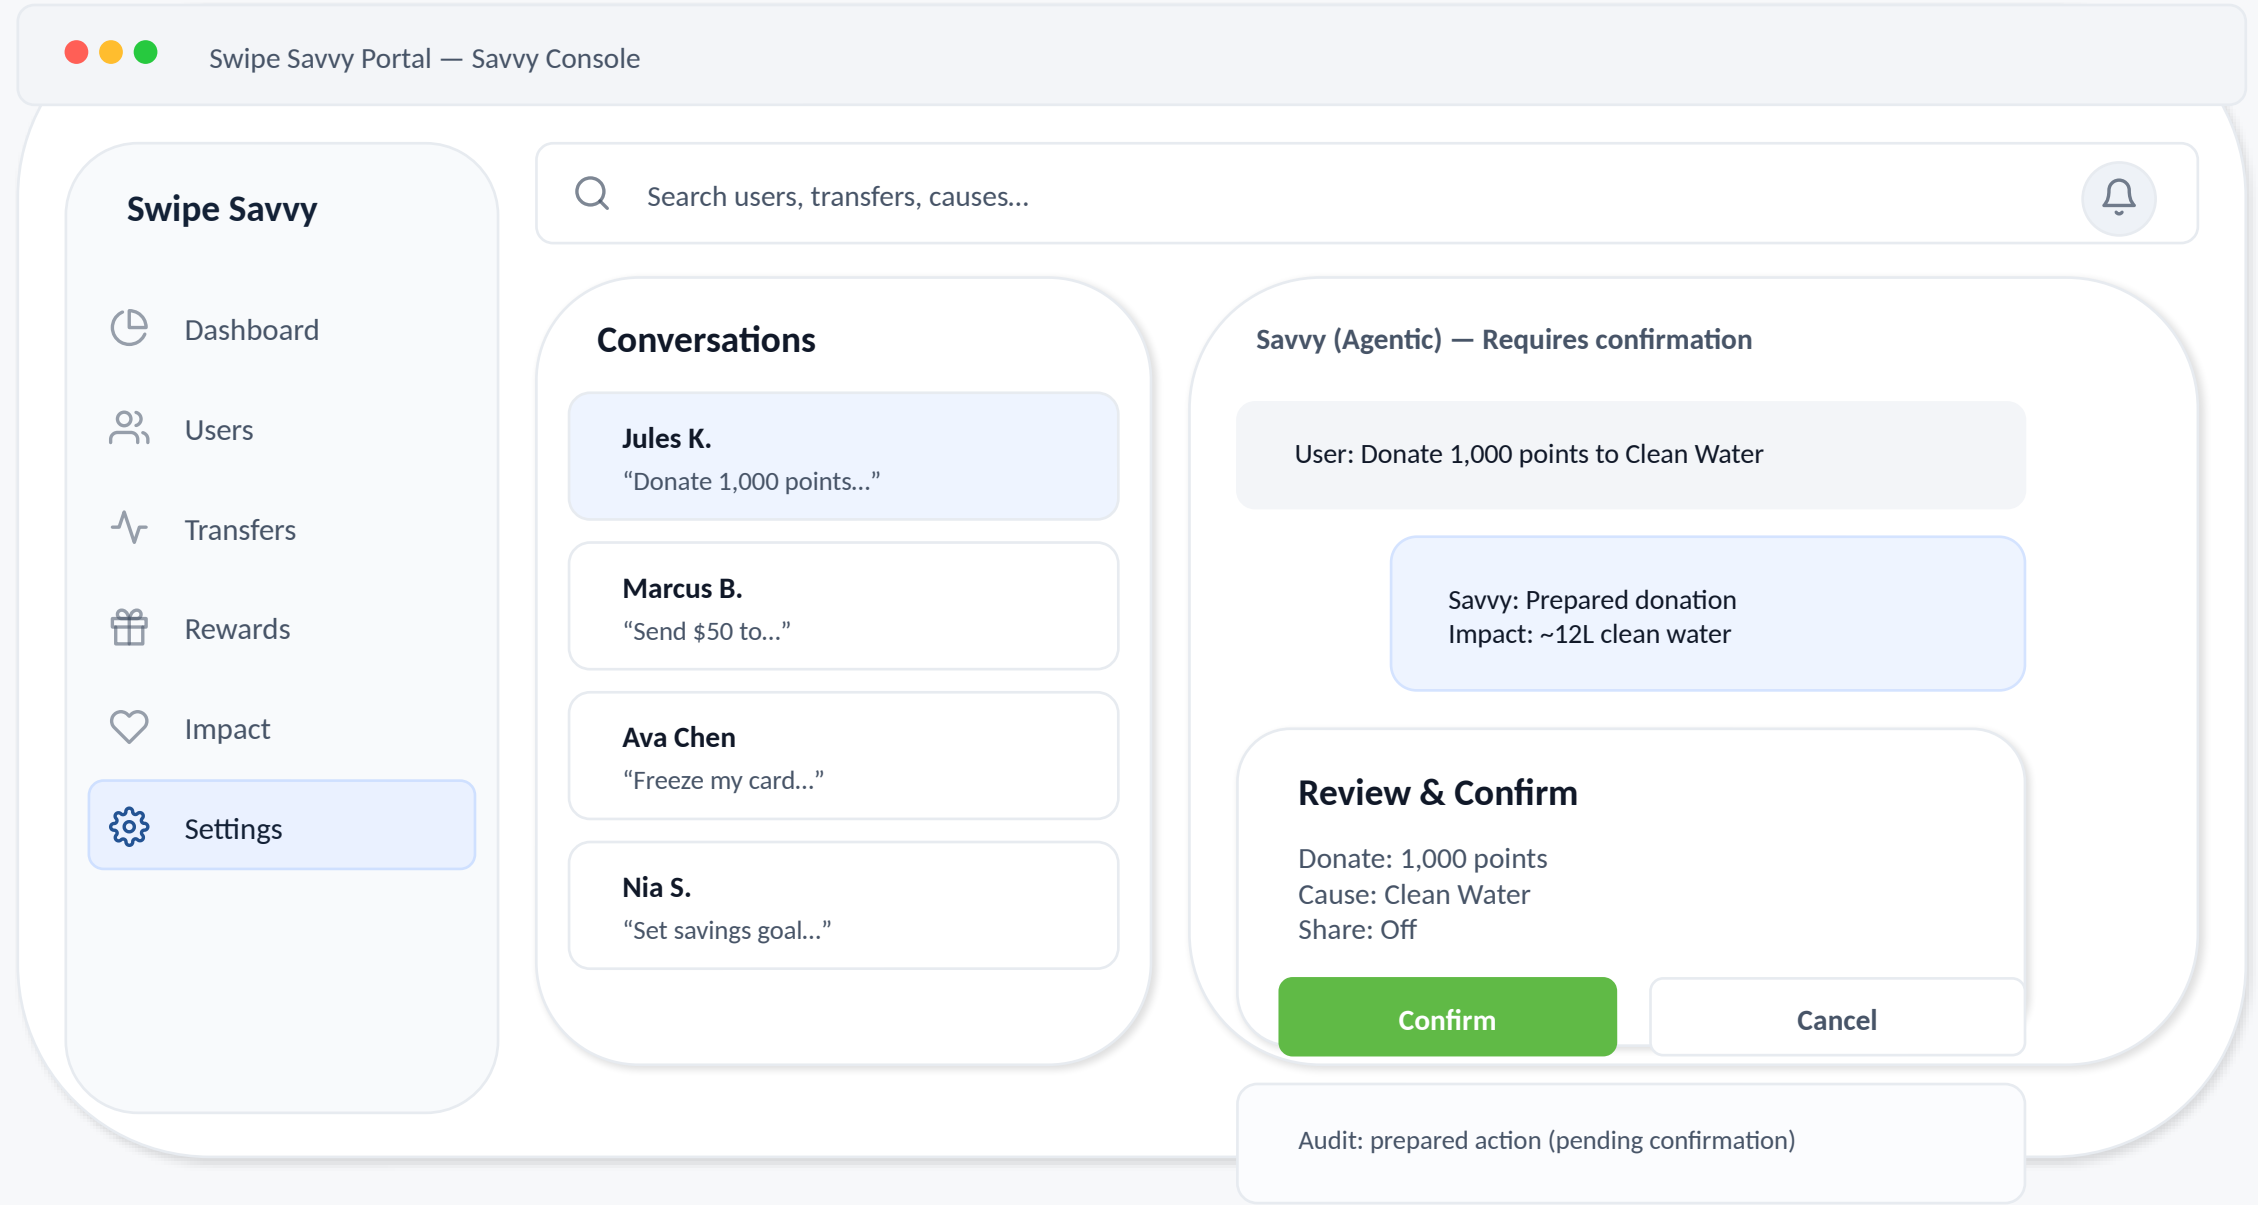 Swipe Savvy Portal — Savvy Console
Swipe Savvy
Dashboard
Users
Transfers
Rewards
Impact
Settings
Search users, transfers, causes...
Conversations
Jules K.
“Donate 1,000 points...”
Marcus B.
“Send $50 to...”
Ava Chen
“Freeze my card...”
Nia S.
“Set savings goal...”
Savvy (Agentic) — Requires confirmation
User: Donate 1,000 points to Clean Water
Savvy: Prepared donation
Impact: ~12L clean water
Review & Confirm
Donate: 1,000 points
Cause: Clean Water
Share: Off
Confirm
Cancel
Audit: prepared action (pending confirmation)